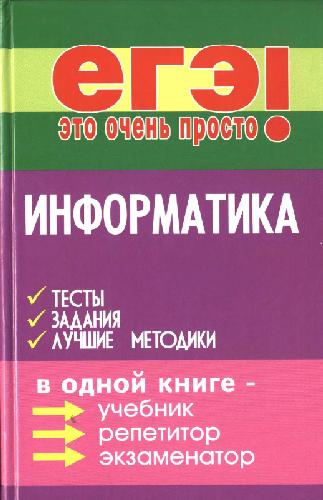 ЕГЭ!
это очень просто
ИНФОРМАТИКА
ТЕСТЫ
ЗАДАНИЯ
ЛУЧШИЕ МЕТОДИКИ
в одной книге -
учебник
репетитор
экзаменатор